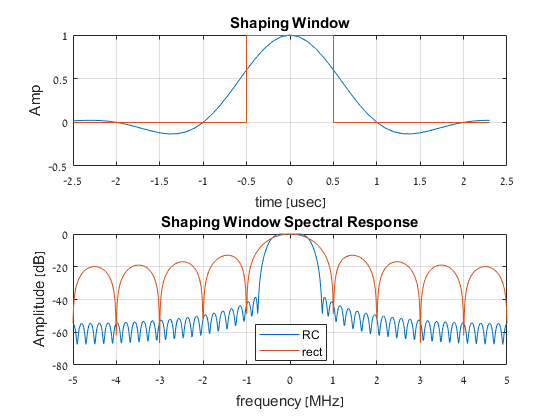 Shaping Window
1
0.5
0
-0.5
Amp
-2.5 -2 -1.5 -1 -0.5 0 0.5 1 1.5 2 2.5
time [usec]
Shaping Window Spectral Response
0
-20
-40
-60
-80
Amplitude [dB]
RC
rect
-5 -4 -3 -2 -1 0 1 2 3 4 5
frequency [MHz]